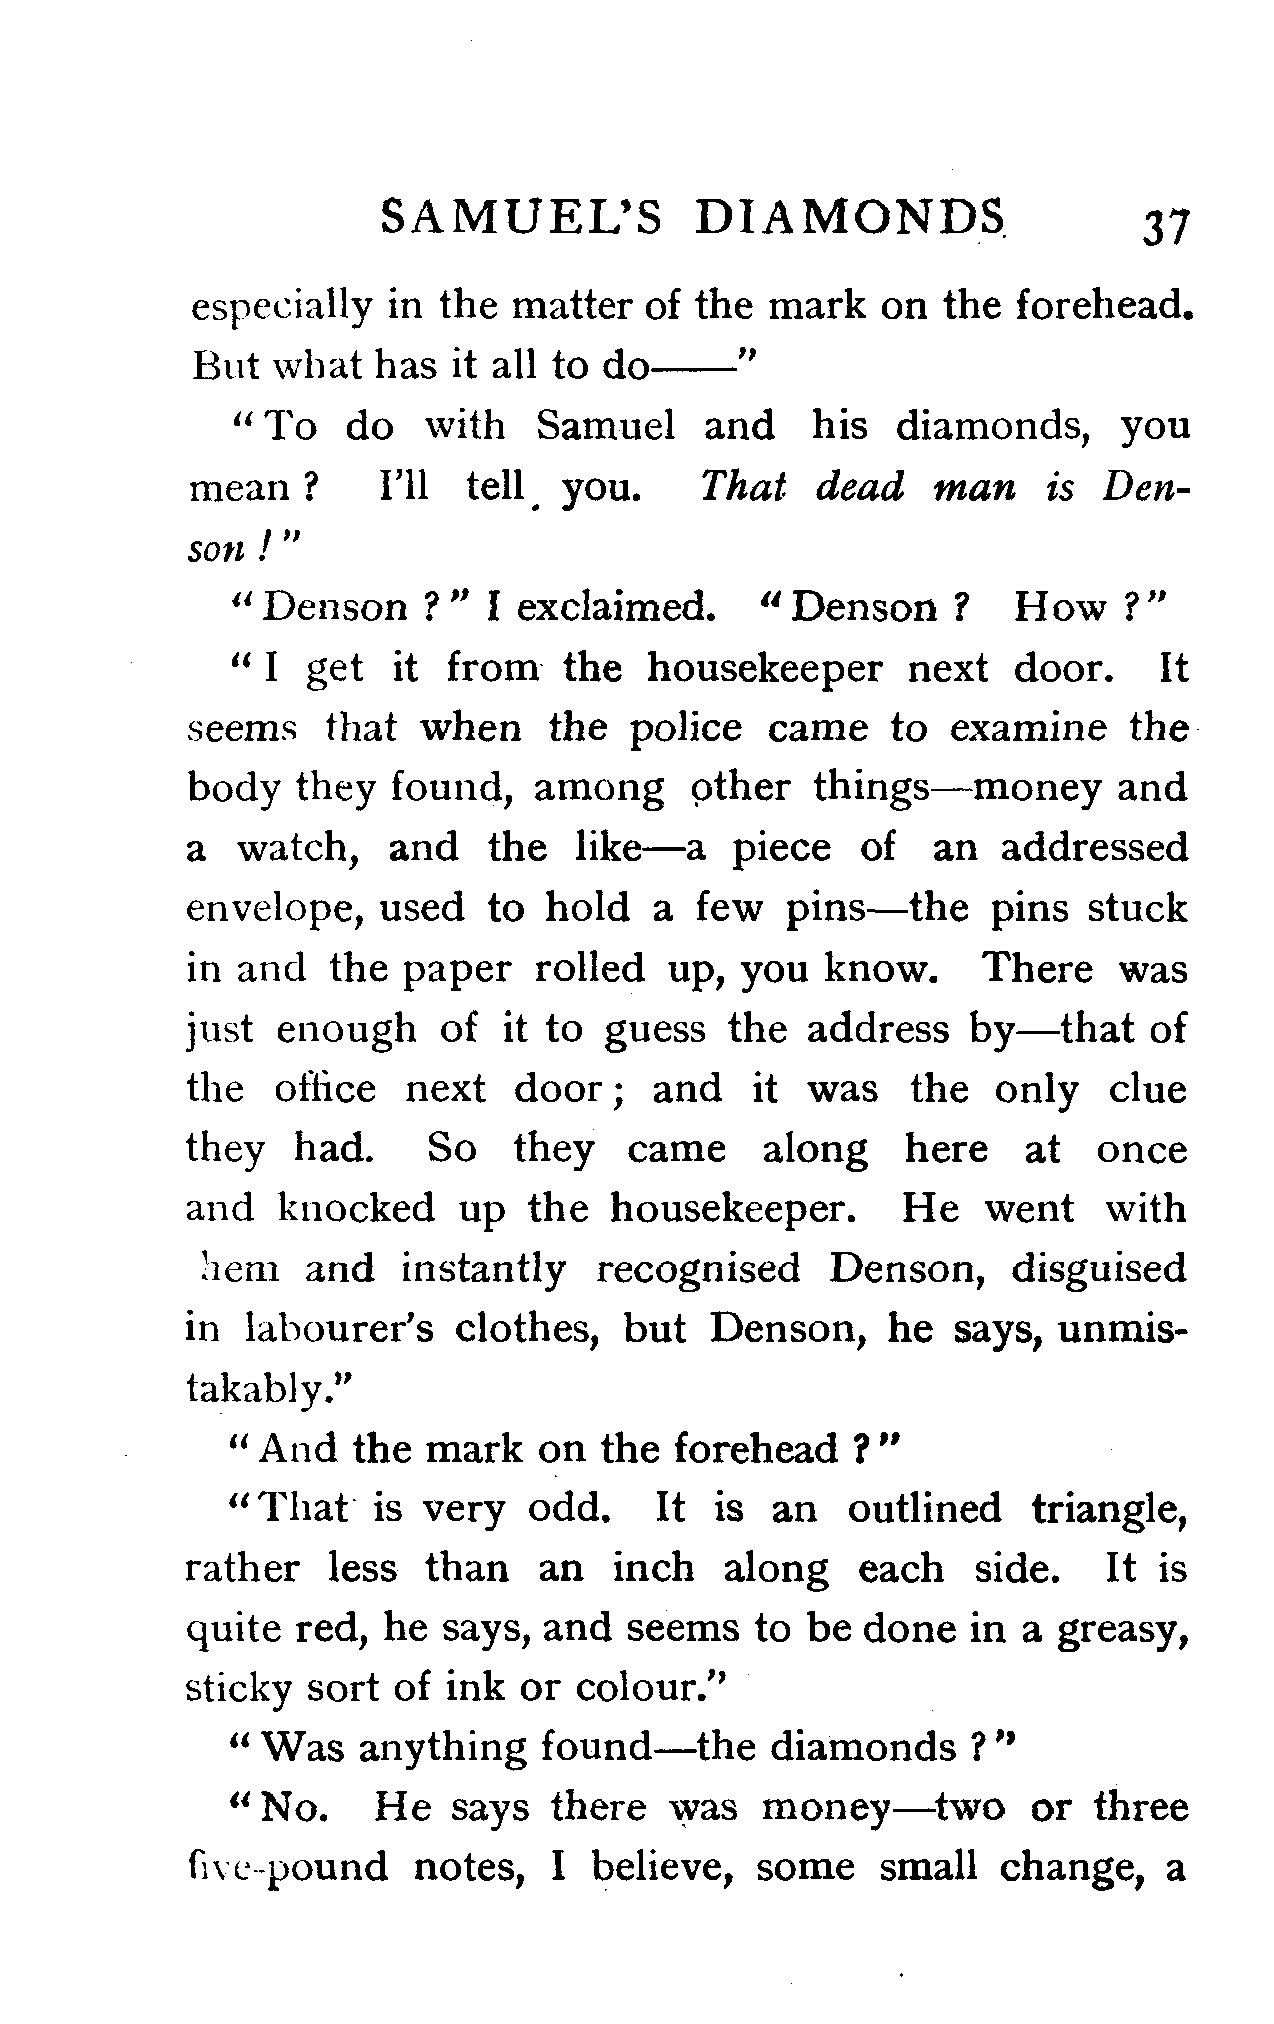 SAMUEL'S DIAMONDS 37
especially in the matter of the mark on the forehead.
But what has it all to do——"
"To do with Samuel and his diamonds, you
mean? I'll tell you. That dead man is Den-
son!"
"Denson?" I exclaimed. "Denson? How?"
"I get it from the housekeeper next door. It
seems that when the police came to examine the
body they found, among other things—money and
a watch, and the like—a piece of an addressed
envelope, used to hold a few pins—the pins stuck
in and the paper rolled up, you know. There was
just enough of it to guess the address by—that of
the office next door; and it was the only clue
they had. So they came along here at once
and knocked up the housekeeper. He went with
hem and instantly recognised Denson, disguised
in labourer's clothes, but Denson, he says, unmis-
takably."
"And the mark on the forehead?"
"That is very odd. It is an outlined triangle,
rather less than an inch along each side. It is
quite red, he says, and seems to be done in a greasy,
sticky sort of ink or colour."
"Was anything found—the diamonds?"
"No. He says there was money—two or three
five-pound notes, I believe, some small change, a